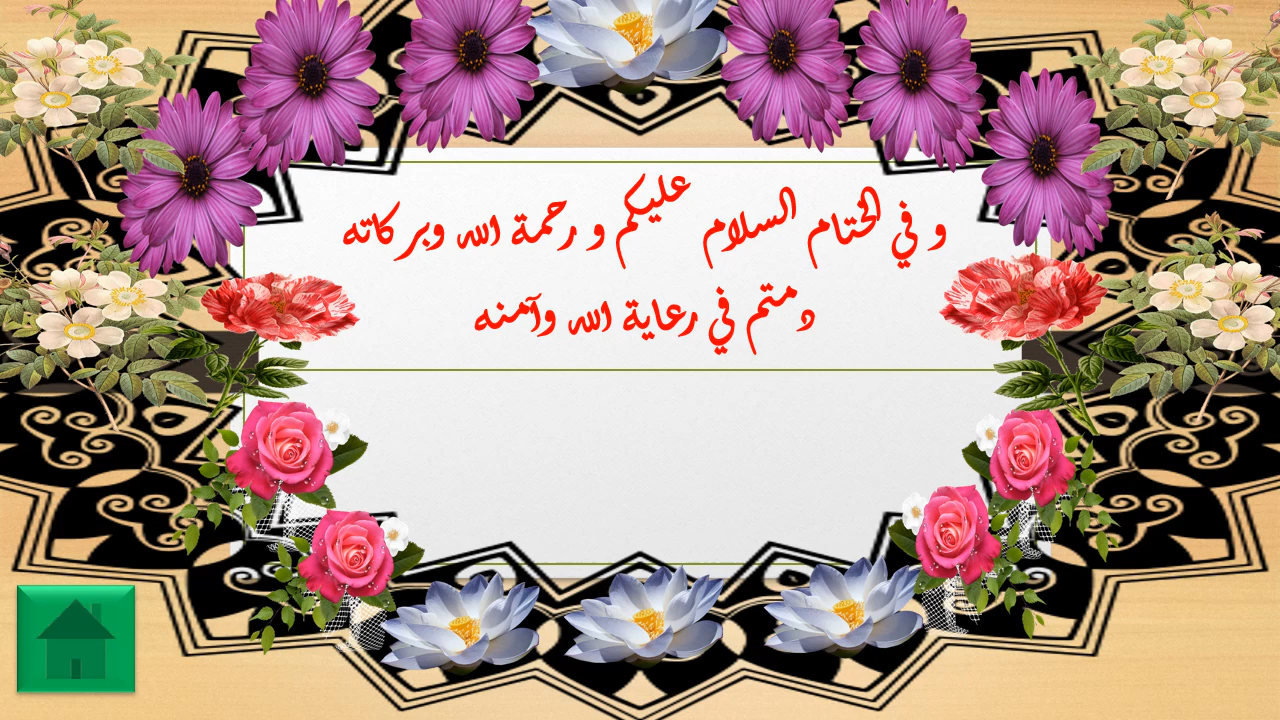 و في الختام السلام عليكم و رحمة الله وبركاته
دمتم في رعاية الله وآمنه